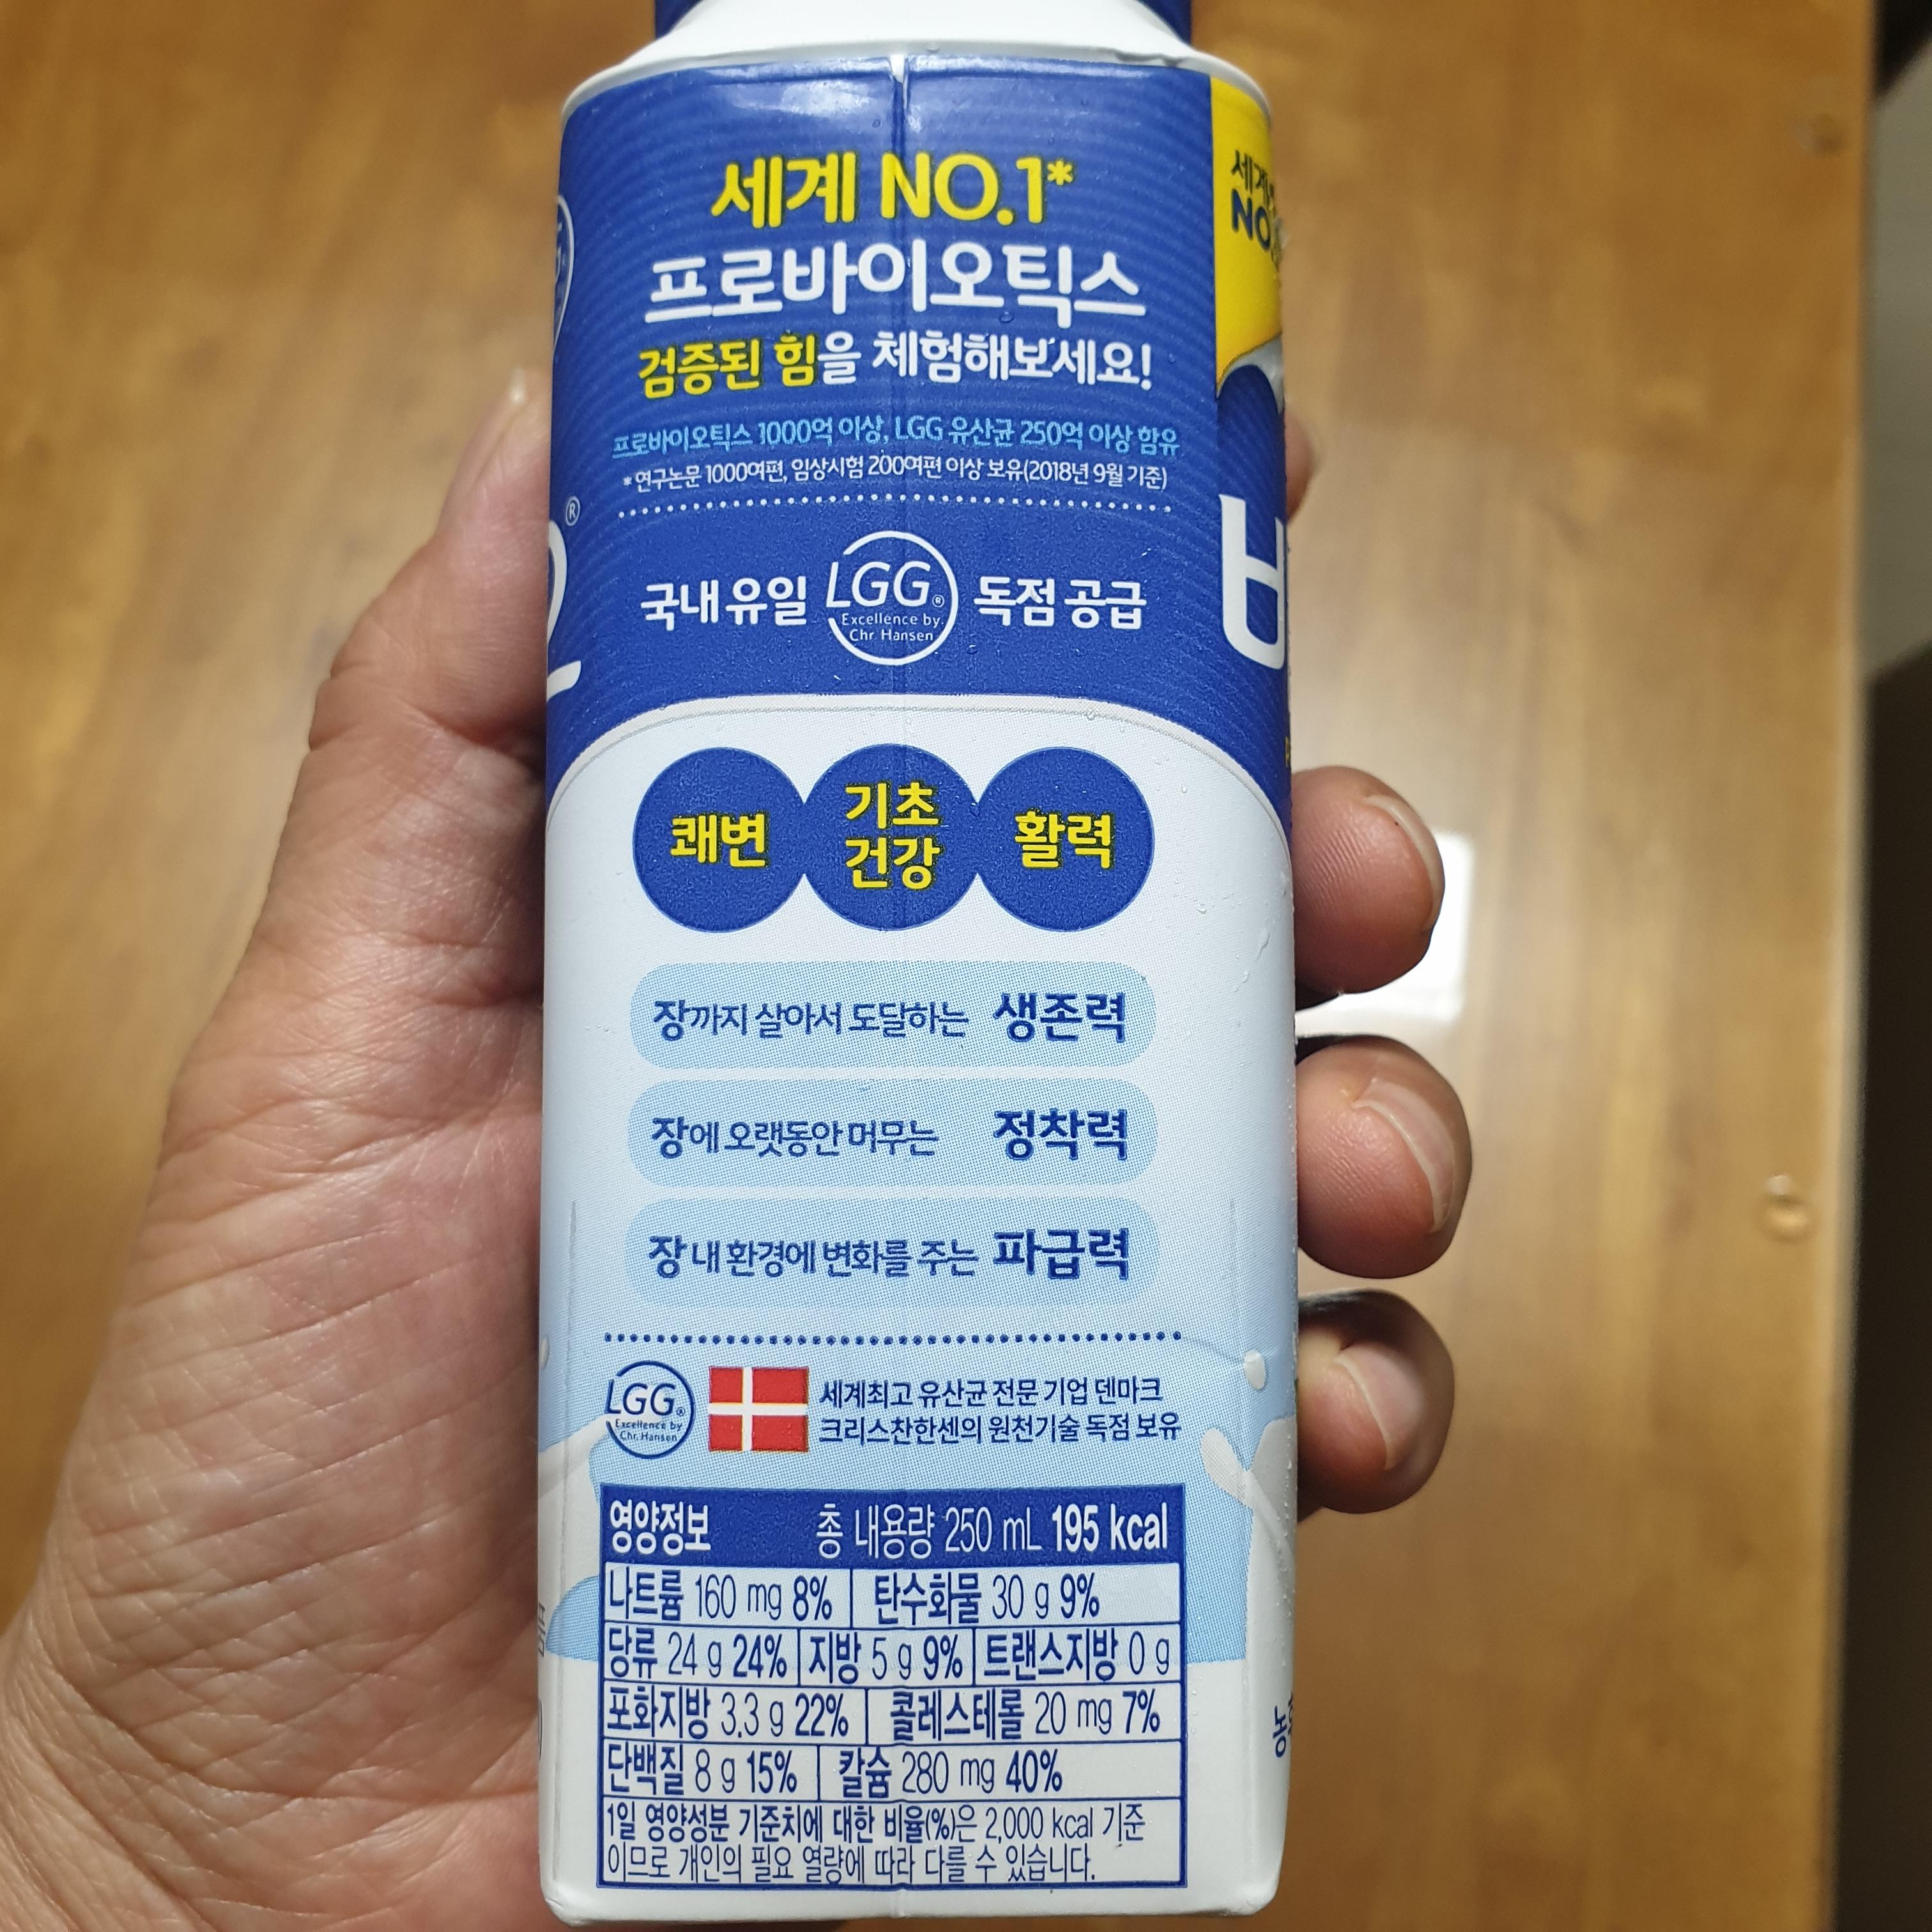 세계 NO.1*
프로바이오틱스
검증된 힘을 체험해보세요!
프로바이오틱스 1000억 이상, LGG 유산균 250억 이상 함유
*연구논문 1000여편, 임상시험 200여편 이상 보유(2018년 9월 기준)
국내 유일 LGG® 독점 공급
Excellence by
Chr. Hansen
쾌변
기초
건강
활력
장까지 살아서 도달하는 생존력
장에 오랫동안 머무는 정착력
장 내 환경에 변화를 주는 파급력
LGG®
Excellence by
Chr. Hansen
세계최고 유산균 전문 기업 덴마크
크리스찬한센의 원천기술 독점 보유
영양정보 총 내용량 250 mL 195 kcal
나트륨 160 mg 8% 탄수화물 30 g 9%
당류 24 g 24% 지방 5 g 9% 트랜스지방 0 g
포화지방 3.3 g 22% 콜레스테롤 20 mg 7%
단백질 8 g 15% 칼슘 280 mg 40%
1일 영양성분 기준치에 대한 비율(%)은 2,000 kcal 기준
이므로 개인의 필요 열량에 따라 다를 수 있습니다.
®
세계
NO.